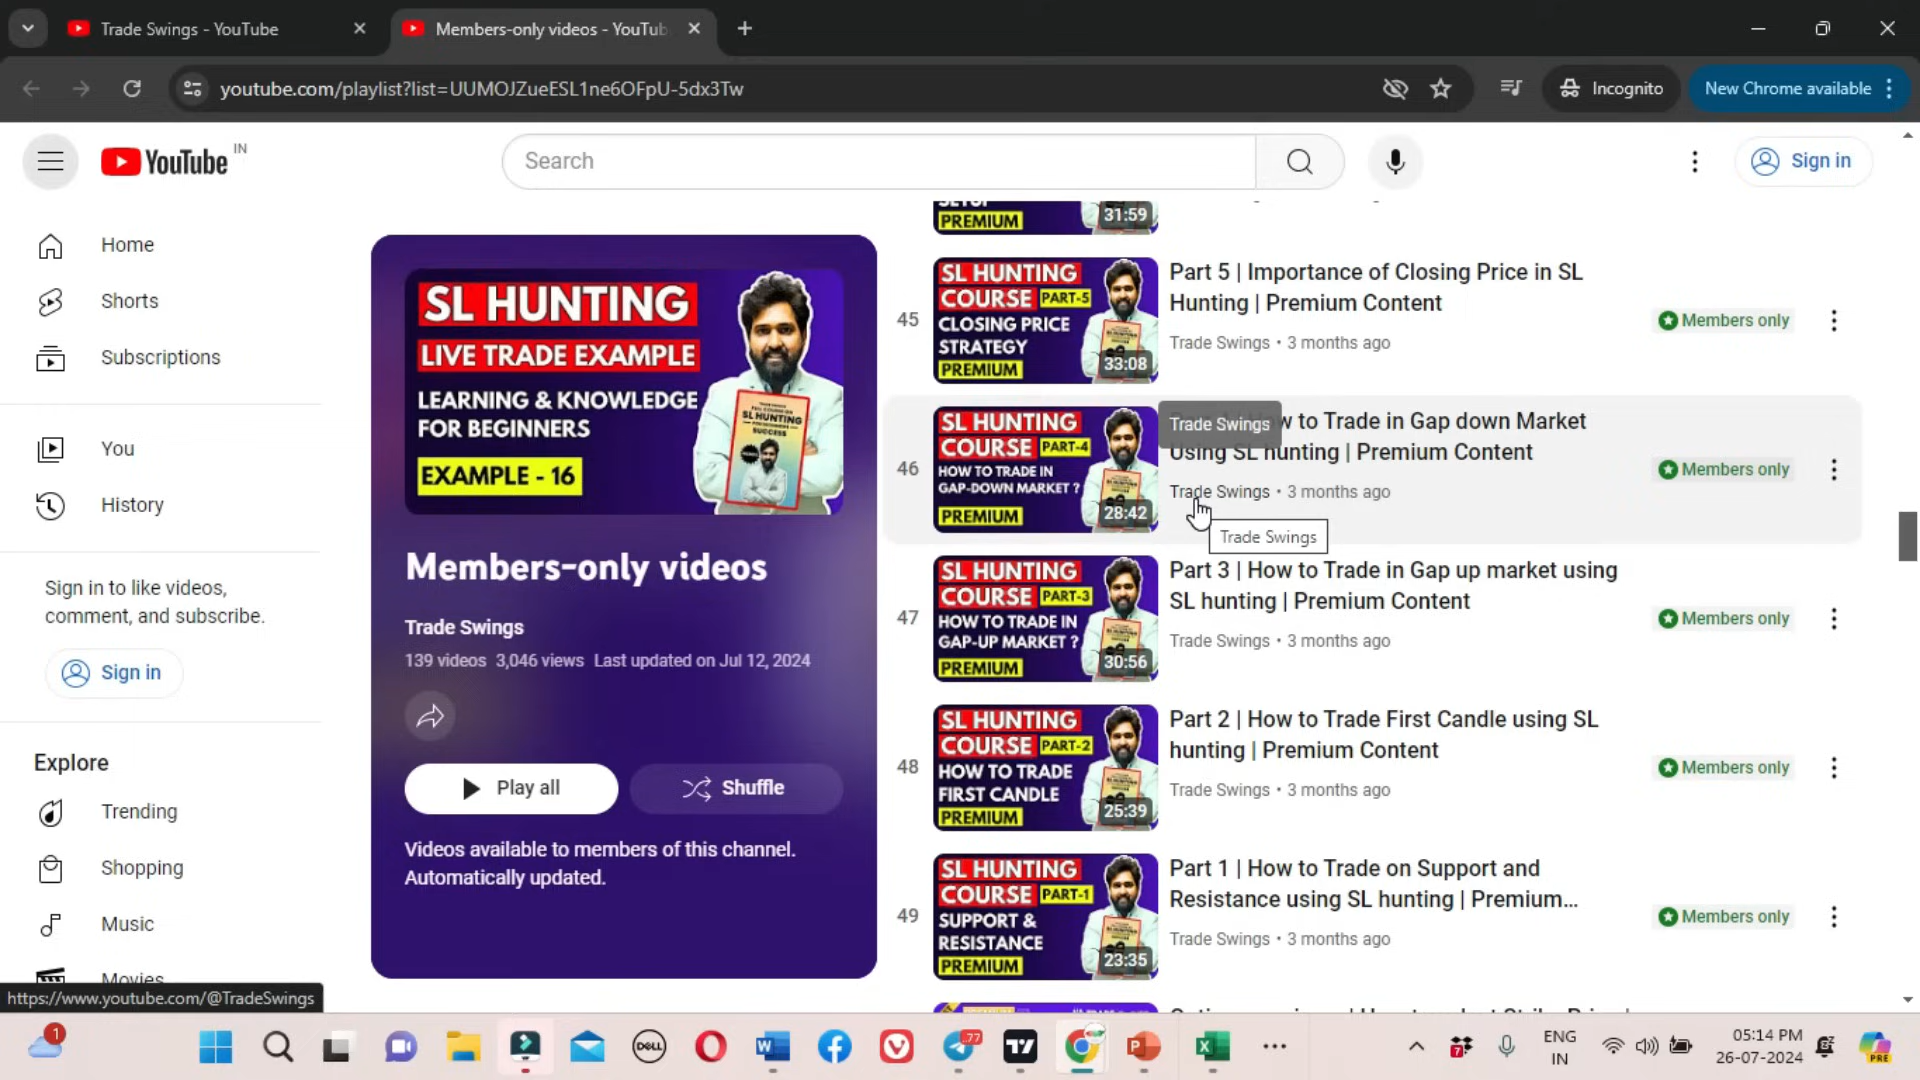 Trade Swings - YouTube
Members-only videos - YouTub
youtube.com/playlist?list=UUMOJZueESL1ne6OFpU-5dx3Tw
Incognito
New Chrome available
YouTube IN
Search
Sign in
Home
Shorts
Subscriptions
You
History
Sign in to like videos,
comment, and subscribe.
Sign in
Explore
Trending
Shopping
Music
Movies
https://www.youtube.com/@TradeSwings
SL HUNTING
LIVE TRADE EXAMPLE
LEARNING & KNOWLEDGE
FOR BEGINNERS
EXAMPLE - 16
SL HUNTING
SUCCESS
Members-only videos
Trade Swings
139 videos 3,046 views Last updated on Jul 12, 2024
Play all
Shuffle
Videos available to members of this channel.
Automatically updated.
SETUP
PREMIUM
31:59
45
SL HUNTING
COURSE PART-5
CLOSING PRICE
STRATEGY
PREMIUM
33:08
Part 5 | Importance of Closing Price in SL
Hunting | Premium Content
Trade Swings • 3 months ago
Members only
46
SL HUNTING
COURSE PART-4
HOW TO TRADE IN
GAP-DOWN MARKET ?
PREMIUM
28:42
Trade Swings
w to Trade in Gap down Market
Using SL hunting | Premium Content
Trade Swings • 3 months ago
Trade Swings
Members only
47
SL HUNTING
COURSE PART-3
HOW TO TRADE IN
GAP-UP MARKET ?
PREMIUM
30:56
Part 3 | How to Trade in Gap up market using
SL hunting | Premium Content
Trade Swings • 3 months ago
Members only
48
SL HUNTING
COURSE PART-2
HOW TO TRADE
FIRST CANDLE
PREMIUM
25:39
Part 2 | How to Trade First Candle using SL
hunting | Premium Content
Trade Swings • 3 months ago
Members only
49
SL HUNTING
COURSE PART-1
SUPPORT &
RESISTANCE
PREMIUM
23:35
Part 1 | How to Trade on Support and
Resistance using SL hunting | Premium...
Trade Swings • 3 months ago
Members only
1
DELL
77
7
ENG
IN
05:14 PM
26-07-2024
PRE